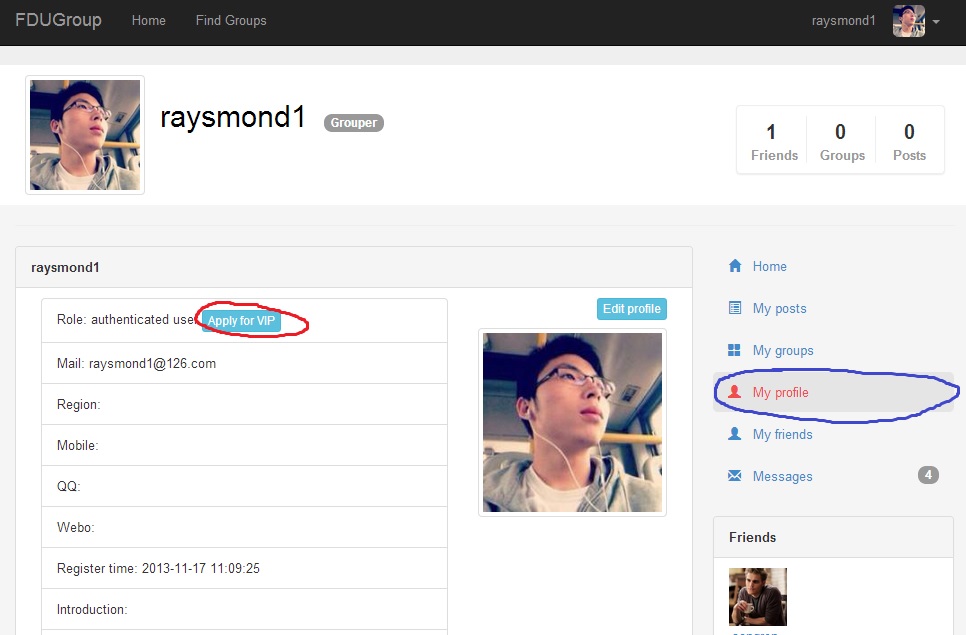 FDUGroup Home Find Groups raysmond1
raysmond1 Grouper
1 0 0
Friends Groups Posts
raysmond1
Role: authenticated use Apply for VIP
Mail: raysmond1@126.com
Region:
Mobile:
QQ:
Webo:
Register time: 2013-11-17 11:09:25
Introduction:
Edit profile
Home
My posts
My groups
My profile
My friends
Messages 4
Friends